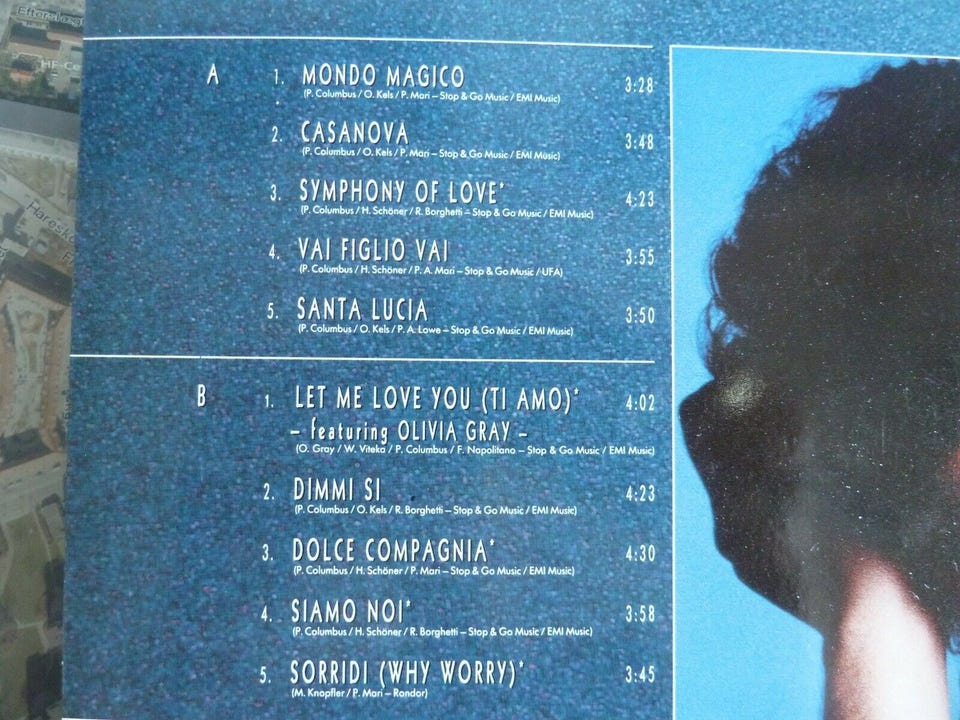 Efterslægt
HF-Ce
Haresk
A 1. MONDO MAGICO 3:28
(P. Columbus / O. Kels / P. Mari – Stop & Go Music / EMI Music)
2. CASANOVA 3:48
(P. Columbus / O. Kels / P. Mari – Stop & Go Music / EMI Music)
3. SYMPHONY OF LOVE* 4:23
(P. Columbus / H. Schöner / R. Borghetti – Stop & Go Music / EMI Music)
4. VAI FIGLIO VAI 3:55
(P. Columbus / H. Schöner / P. A. Mari – Stop & Go Music / UFA)
5. SANTA LUCIA 3:50
(P. Columbus / O. Kels / P. A. Lowe – Stop & Go Music / EMI Music)
B 1. LET ME LOVE YOU (TI AMO)* 4:02
– featuring OLIVIA GRAY –
(O. Gray / W. Viteka / P. Columbus / F. Nopolitano – Stop & Go Music / EMI Music)
2. DIMMI SI 4:23
(P. Columbus / O. Kels / R. Borghetti – Stop & Go Music / EMI Music)
3. DOLCE COMPAGNIA* 4:30
(P. Columbus / H. Schöner / P. Mari – Stop & Go Music / EMI Music)
4. SIAMO NOI* 3:58
(P. Columbus / H. Schöner / R. Borghetti – Stop & Go Music / EMI Music)
5. SORRIDI (WHY WORRY)* 3:45
(M. Knopfler / P. Mari – Rondor)